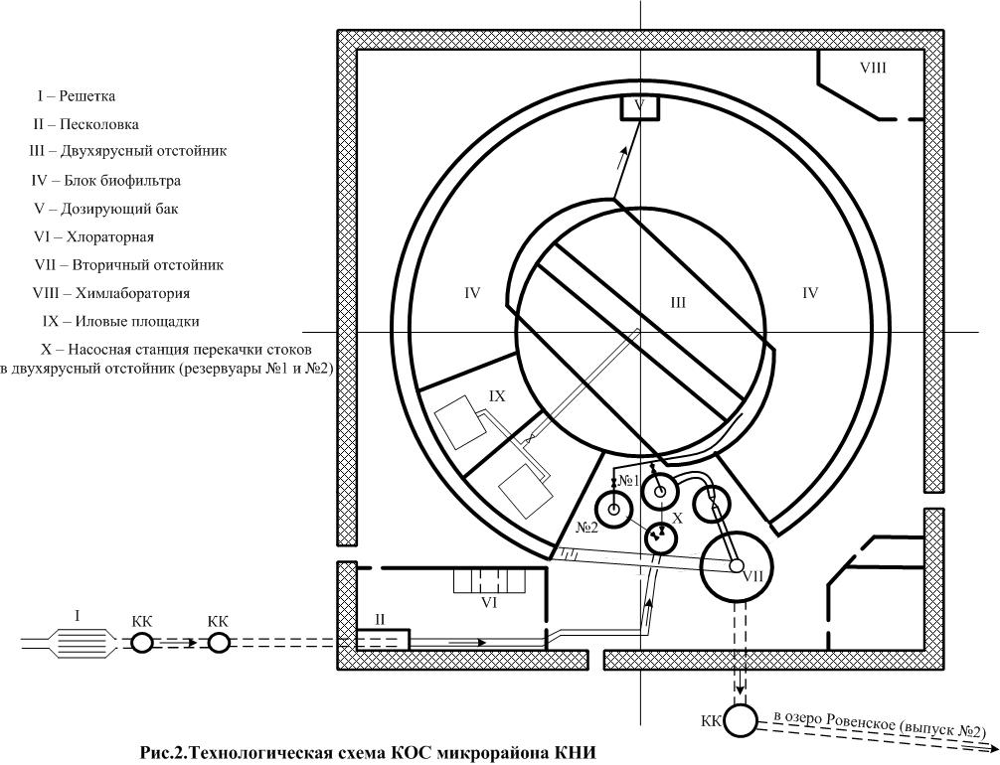 I – Решетка
II – Песколовка
III – Двухярусный отстойник
IV – Блок биофильтра
V – Дозирующий бак
VI – Хлораторная
VII – Вторичный отстойник
VIII – Химлаборатория
IX – Иловые площадки
X – Насосная станция перекачки стоков
в двухярусный отстойник (резервуары №1 и №2)
VIII
V
IV
III
IV
IX
№1
№2
X
VII
VI
II
I
КК
КК
КК
в озеро Ровенское (выпуск №2)
Рис.2.Технологическая схема КОС микрорайона КНИ